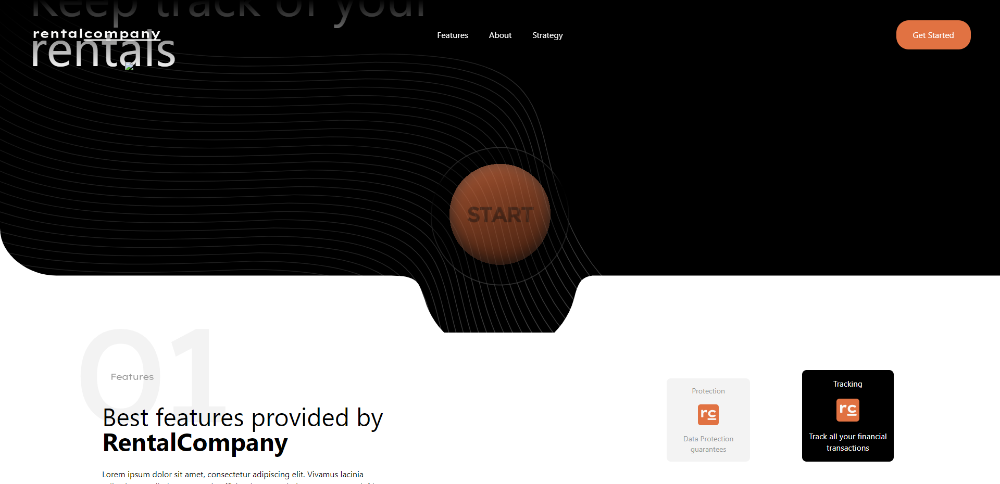 Keep track of your
rentals
rentalcompany
Features
About
Strategy
Get Started
START
01
Features
Best features provided by
RentalCompany
Lorem ipsum dolor sit amet, consectetur adipiscing elit. Vivamus lacinia
Protection
rc
Data Protection
guarantees
Tracking
rc
Track all your financial
transactions